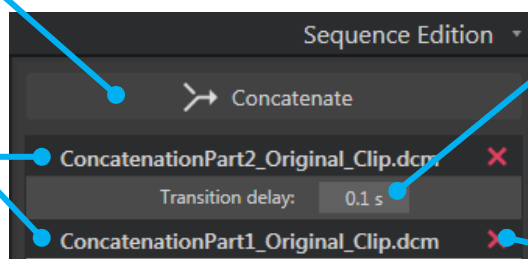 Sequence Edition
Concatenate
ConcatenationPart2_Original_Clip.dcm
Transition delay: 0.1 s
ConcatenationPart1_Original_Clip.dcm